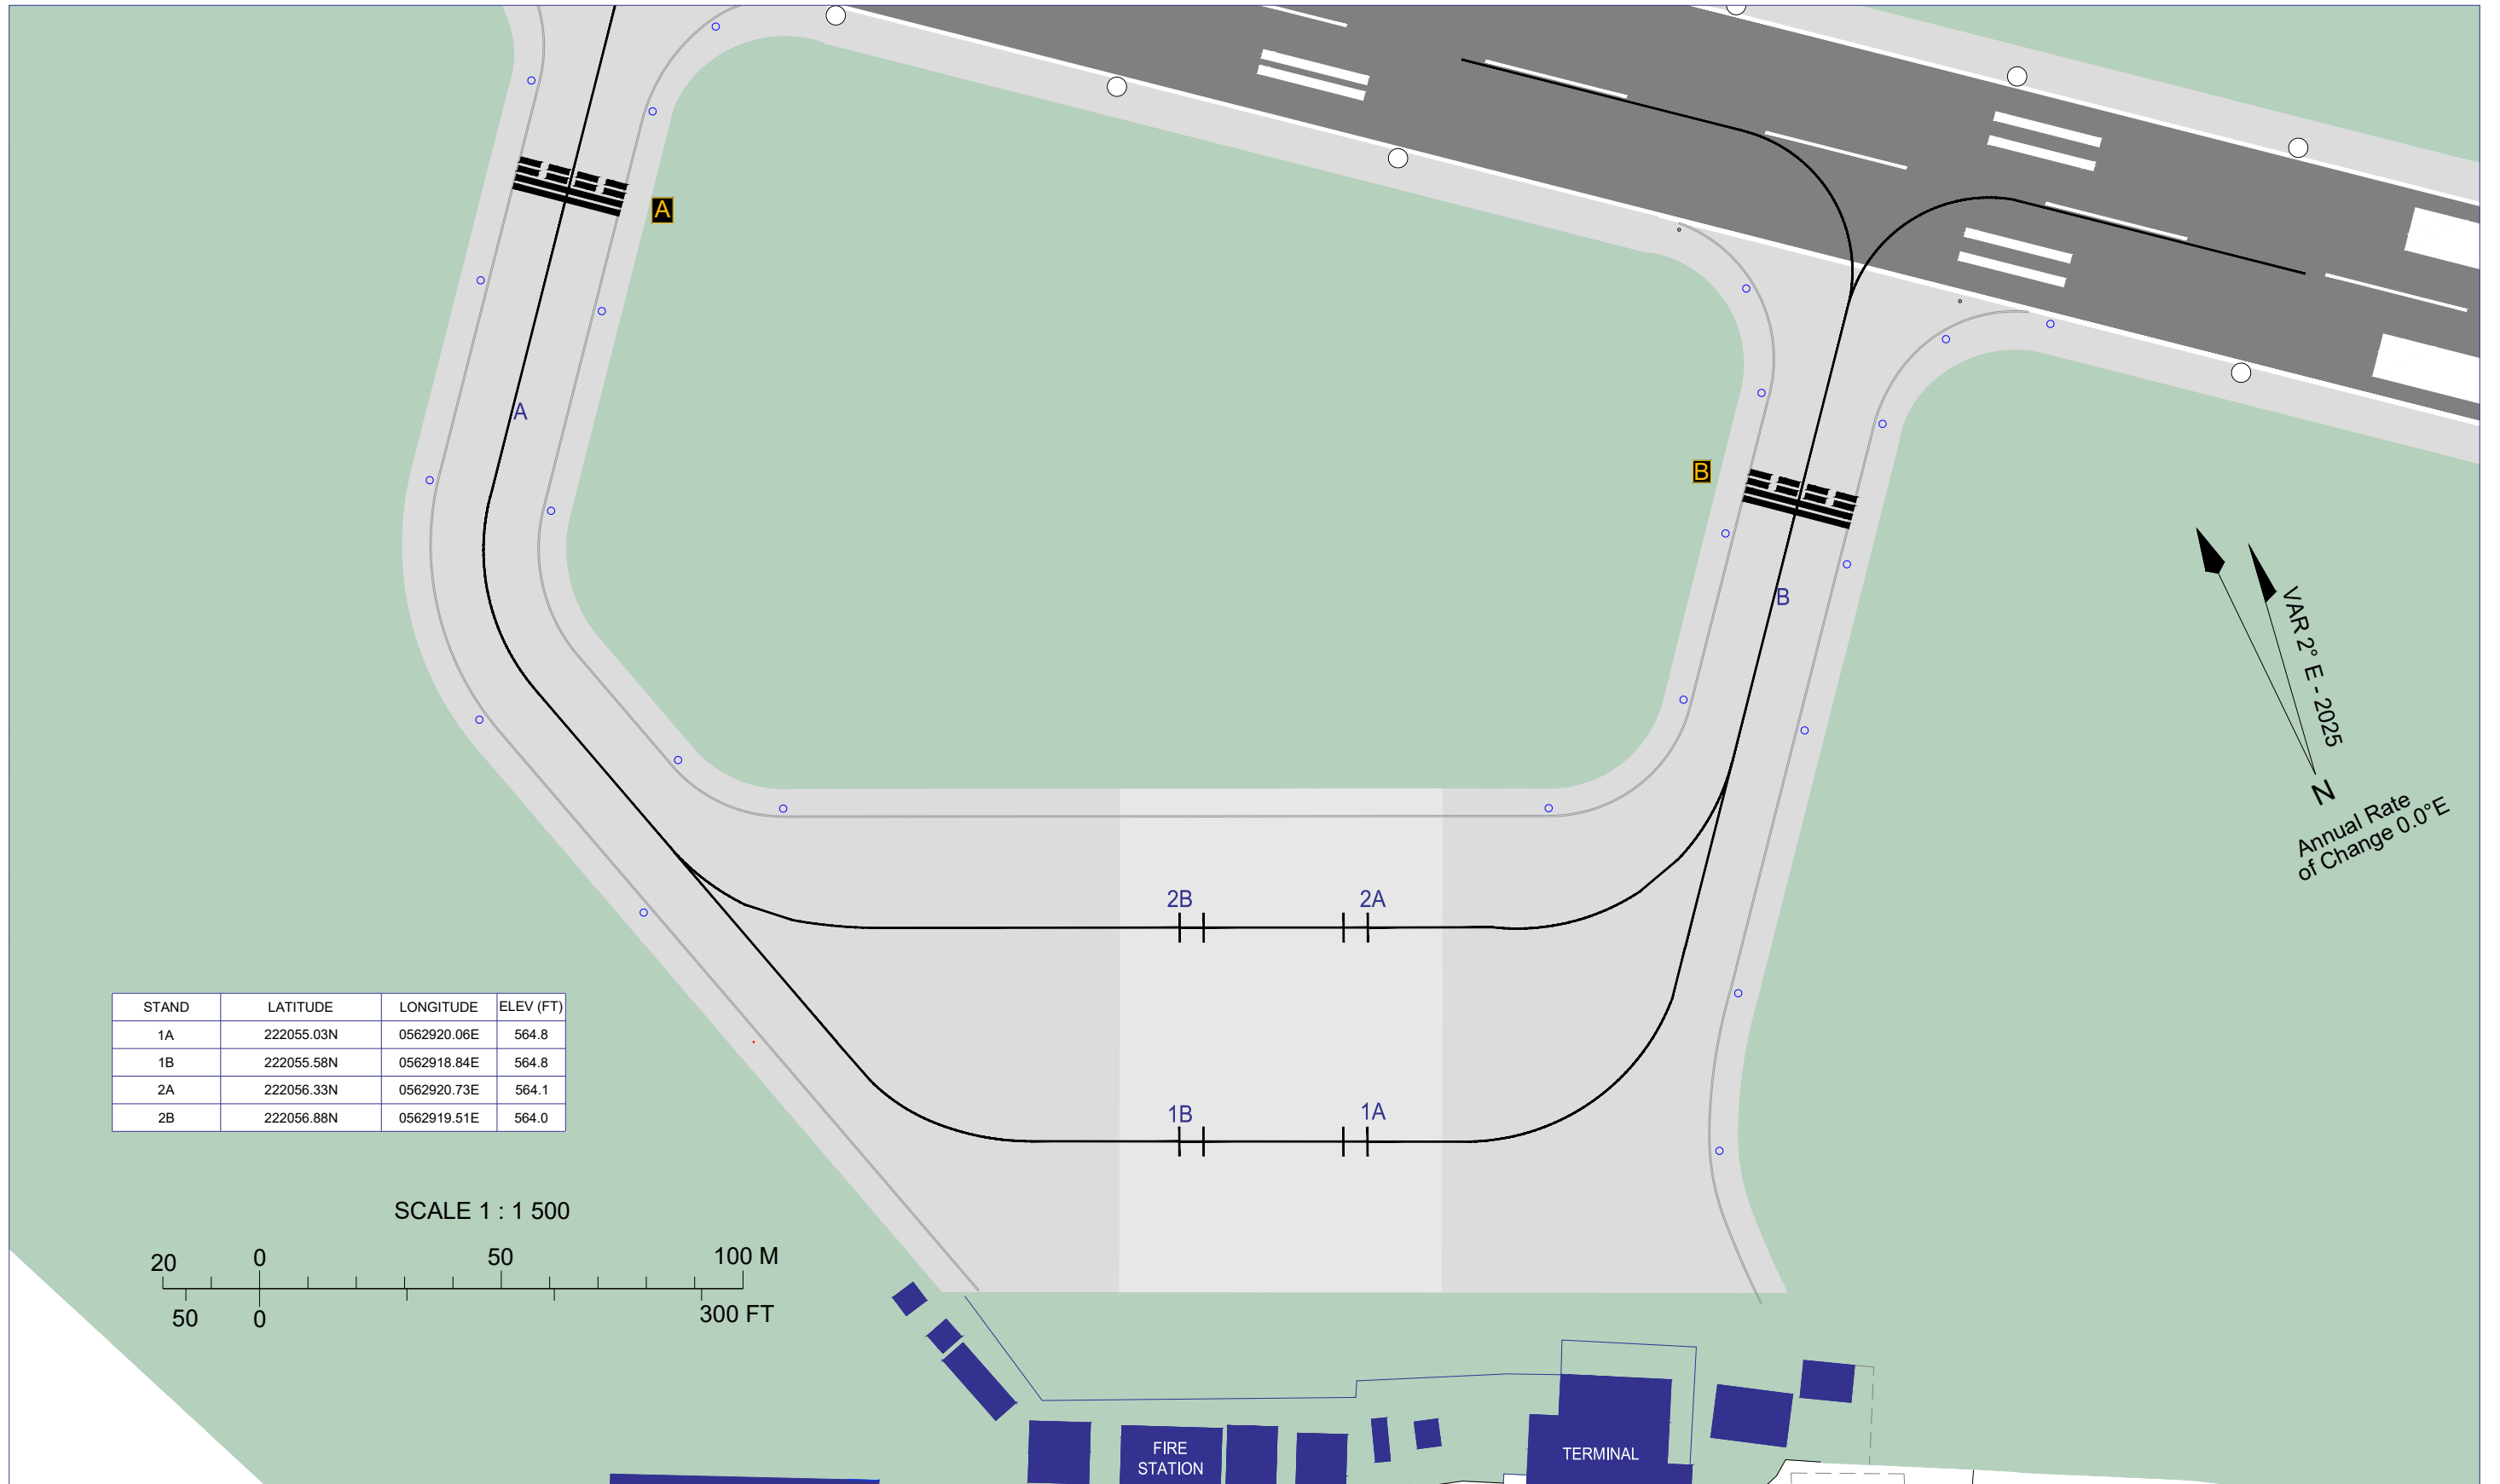 A
A
B
B
VAR 2° E - 2025
N
Annual Rate
of Change 0.0°E
2B 2A
1B 1A
STAND LATITUDE LONGITUDE ELEV (FT)
1A 222055.03N 0562920.06E 564.8
1B 222055.58N 0562918.84E 564.8
2A 222056.33N 0562920.73E 564.1
2B 222056.88N 0562919.51E 564.0
SCALE 1 : 1 500
20 0 50 100 M
50 0 300 FT
FIRE
STATION
TERMINAL